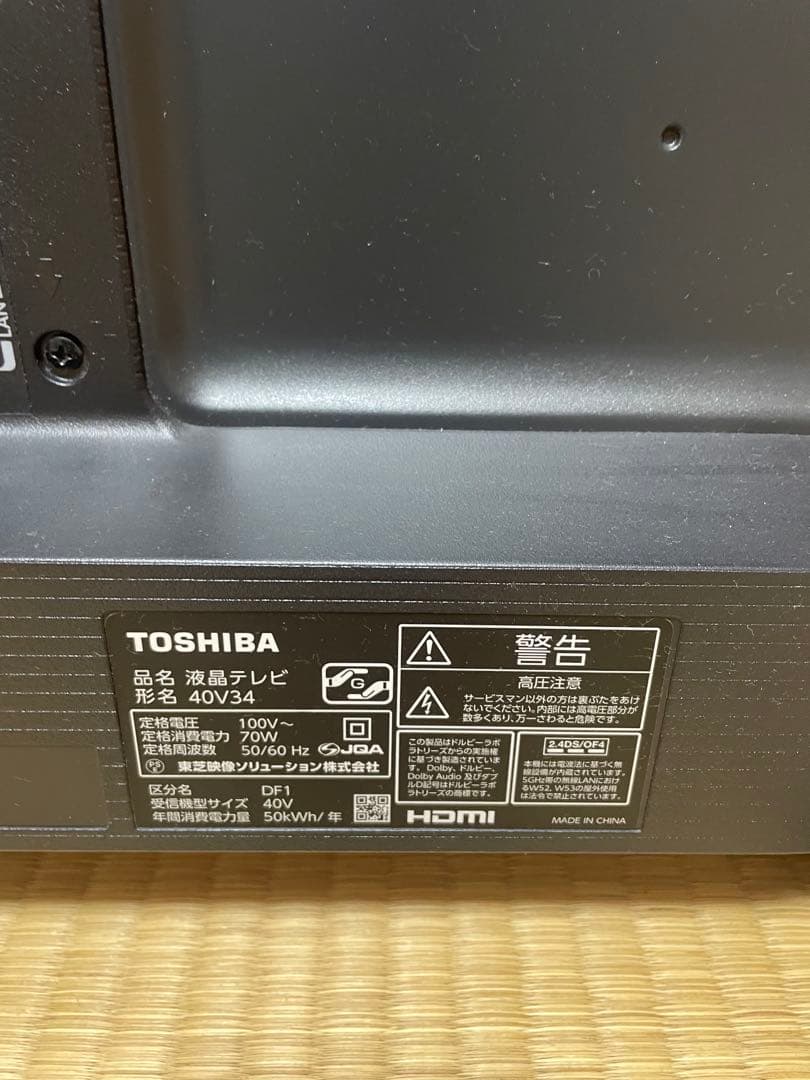 LAN
TOSHIBA
品名 液晶テレビ
形名 40V34
G
定格電圧 100V～
定格消費電力 70W
定格周波数 50/60 Hz
JQA
PS
東芝映像ソリューション株式会社
区分名 DF1
受信機型サイズ 40V
年間消費電力量 50kWh/年
警告
高圧注意
サービスマン以外の方は裏ぶたをあけ
ないでください。内部には高電圧部分が
数多くあり、万一さわると危険です。
この製品はドルビーラボ
ラトリーズからの実施権
に基づき製造されています
。Dolby、ドルビー、
Dolby Audio 及びダブ
ルD記号はドルビーラボ
ラトリーズの商標です。
2.4DS/OF4
本機には電波法に基づく無
線設備が内蔵されています。
5GHz帯の無線LANにおけ
るW52, W53の屋外使用
は法令で禁止されています。
HDMI
MADE IN CHINA